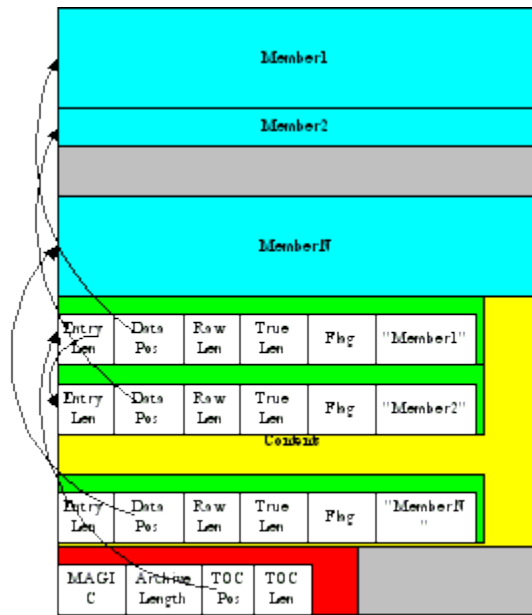 Member1
Member2
MemberN
Entry Len
Data Pos
Raw Len
True Len
Flag
"Member1"
Entry Len
Data Pos
Raw Len
True Len
Flag
"Member2"
Content
Entry Len
Data Pos
Raw Len
True Len
Flag
"MemberN"
MAGIC
Archive Length
TOC Pos
TOC Len